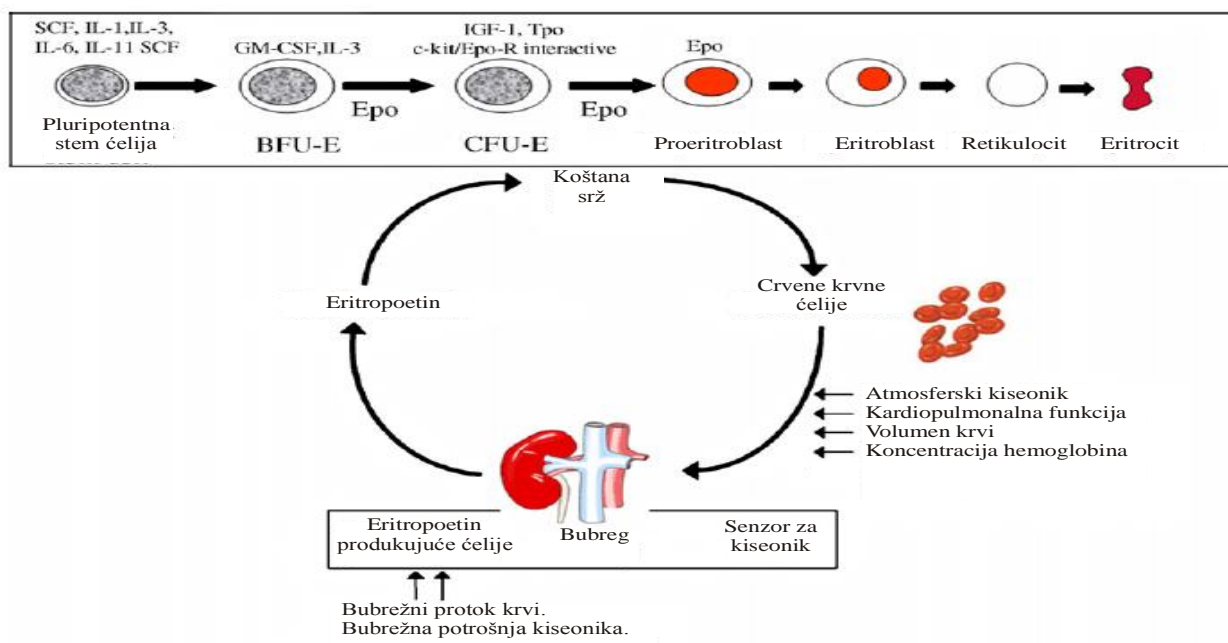 SCF, IL-1,IL-3,
IL-6, IL-11 SCF
GM-CSF,IL-3
IGF-1, Tpo
c-kit/Epo-R interactive
Epo
Epo
Epo
Pluripotentna
stem ćelija
BFU-E
CFU-E
Proeritroblast
Eritroblast
Retikulocit
Eritrocit
Koštana
srž
Eritropoetin
Crvene krvne
ćelije
Atmosferski kiseonik
Kardiopulmonalna funkcija
Volumen krvi
Koncentracija hemoglobina
Eritropoetin
produkujuće ćelije
Bubreg
Senzor za
kiseonik
Bubrežni protok krvi.
Bubrežna potrošnja kiseonika.